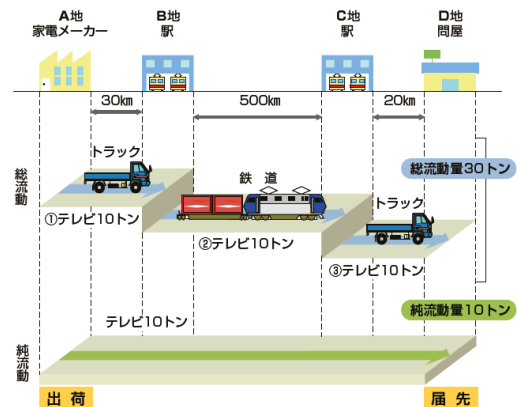 A地
家電メーカー
B地
駅
C地
駅
D地
問屋
30km
500km
20km
総流動
トラック
①テレビ10トン
鉄 道
②テレビ10トン
トラック
③テレビ10トン
総流動量30トン
純流動量10トン
純流動
テレビ10トン
出 荷
届 先